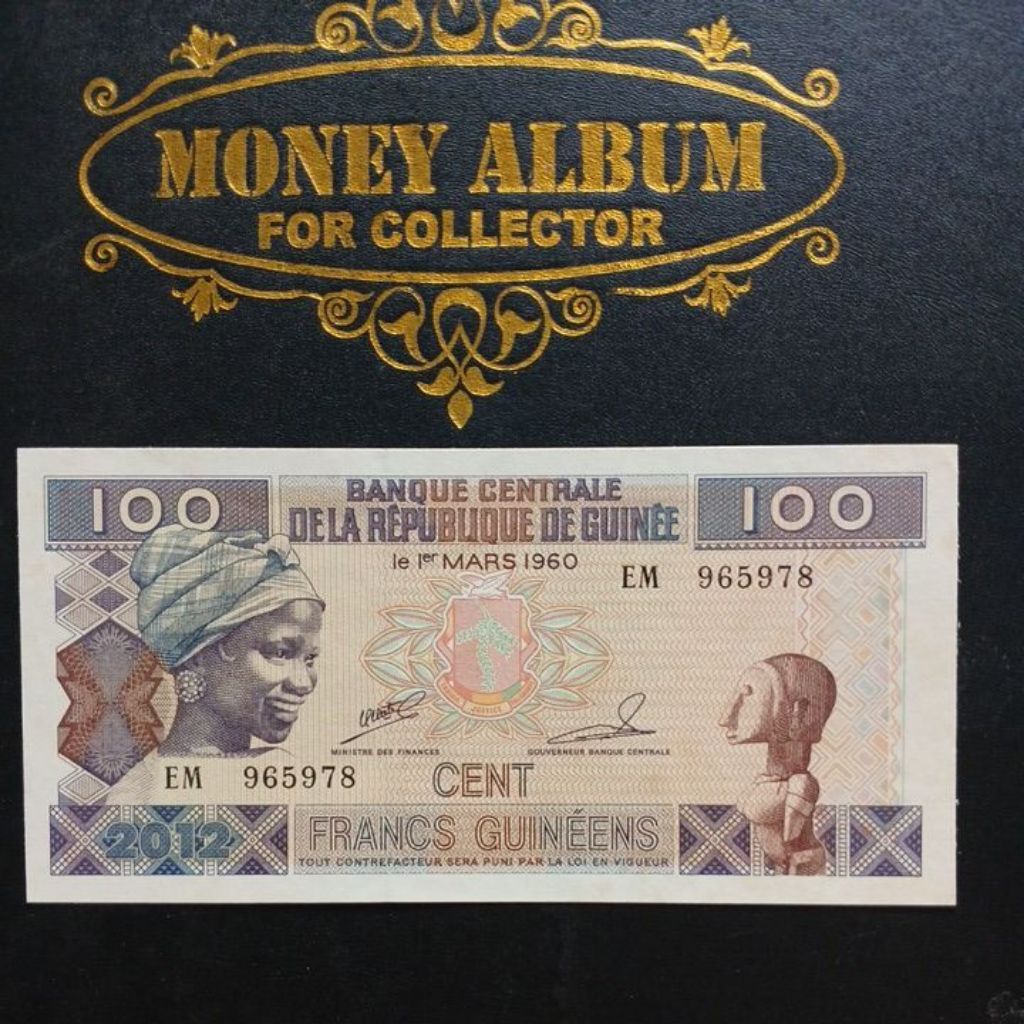 MONEY ALBUM
FOR COLLECTOR
100
BANQUE CENTRALE
100
DE LA RÉPUBLIQUE DE GUINÉE
le 1er MARS 1960
EM 965978
JUSTICE
MINISTRE DES FINANCES
GOUVERNEUR BANQUE CENTRALE
EM 965978
CENT
2012
FRANCS GUINÉENS
TOUT CONTREFACTEUR SERA PUNI PAR LA LOI EN VIGUEUR